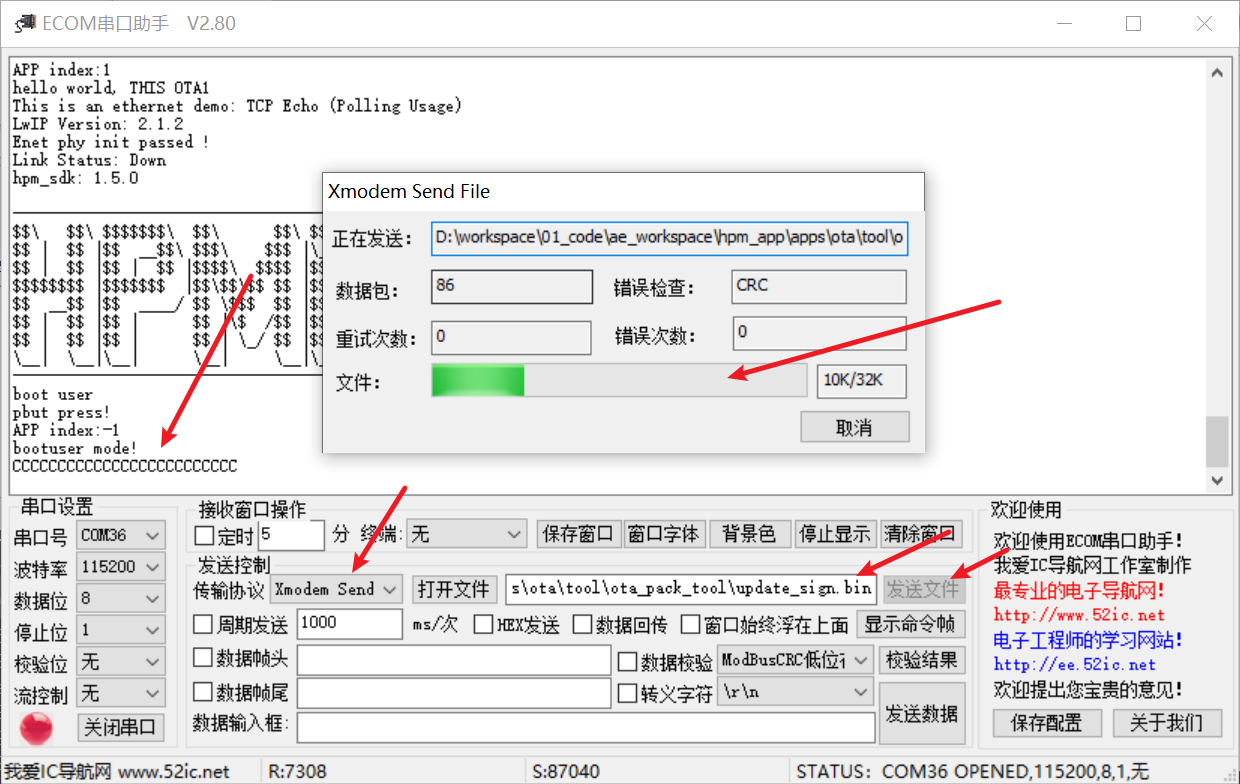 ECOM串口助手 V2.80
APP index:1
hello world, THIS OTA1
This is an ethernet demo: TCP Echo (Polling Usage)
LwIP Version: 2.1.2
Enet phy init passed !
Link Status: Down
hpm_sdk: 1.5.0
boot user
pbut press!
APP index:-1
bootuser mode!
CCCCCCCCCCCCCCCCCCCCCCCCC
Xmodem Send File
正在发送: D:\workspace\01_code\ae_workspace\hpm_app\apps\ota\tool\o
数据包: 86 错误检查: CRC
重试次数: 0 错误次数: 0
文件: 10K/32K
取消
串口设置
串口号 COM36
波特率 115200
数据位 8
停止位 1
校验位 无
流控制 无
关闭串口
接收窗口操作
定时 5 分 终端: 无 保存窗口 窗口字体 背景色 停止显示 清除窗口
发送控制
传输协议 Xmodem Send 打开文件 s\ota\tool\ota_pack_tool\update_sign.bin 发送文件
周期发送 1000 ms/次 HEX发送 数据回传 窗口始终浮在上面 显示命令帧
数据帧头 数据校验 ModBusCRC低位 校验结果
数据帧尾 转义字符 \r\n
数据输入框: 发送数据
欢迎使用
欢迎使用ECOM串口助手!
我爱IC导航网工作室制作
最专业的电子导航网!
http://www.52ic.net
电子工程师的学习网站!
http://ee.52ic.net
欢迎提出您宝贵的意见!
保存配置 关于我们
我爱IC导航网 www.52ic.net R:7308 S:87040 STATUS: COM36 OPENED,115200,8,1,无